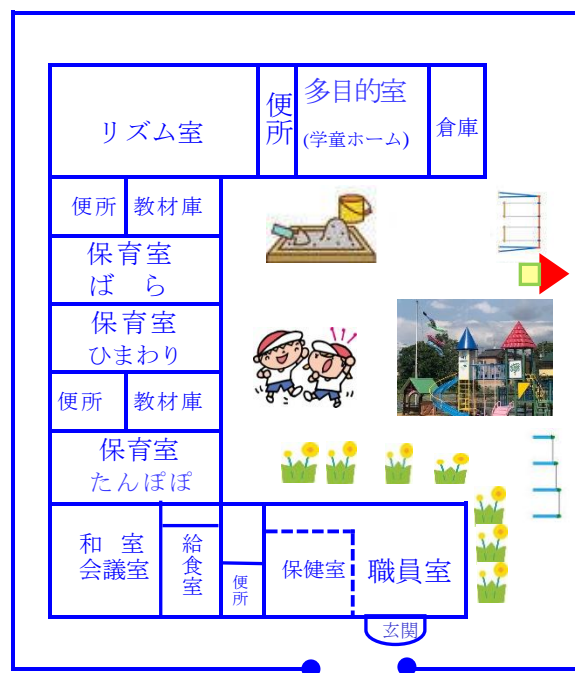 リズム室
便所
多目的室
(学童ホーム)
倉庫
便所
教材庫
保育室
ば ら
保育室
ひまわり
便所
教材庫
保育室
たんぽぽ
和 室
会議室
給食室
便所
保健室
職員室
玄関